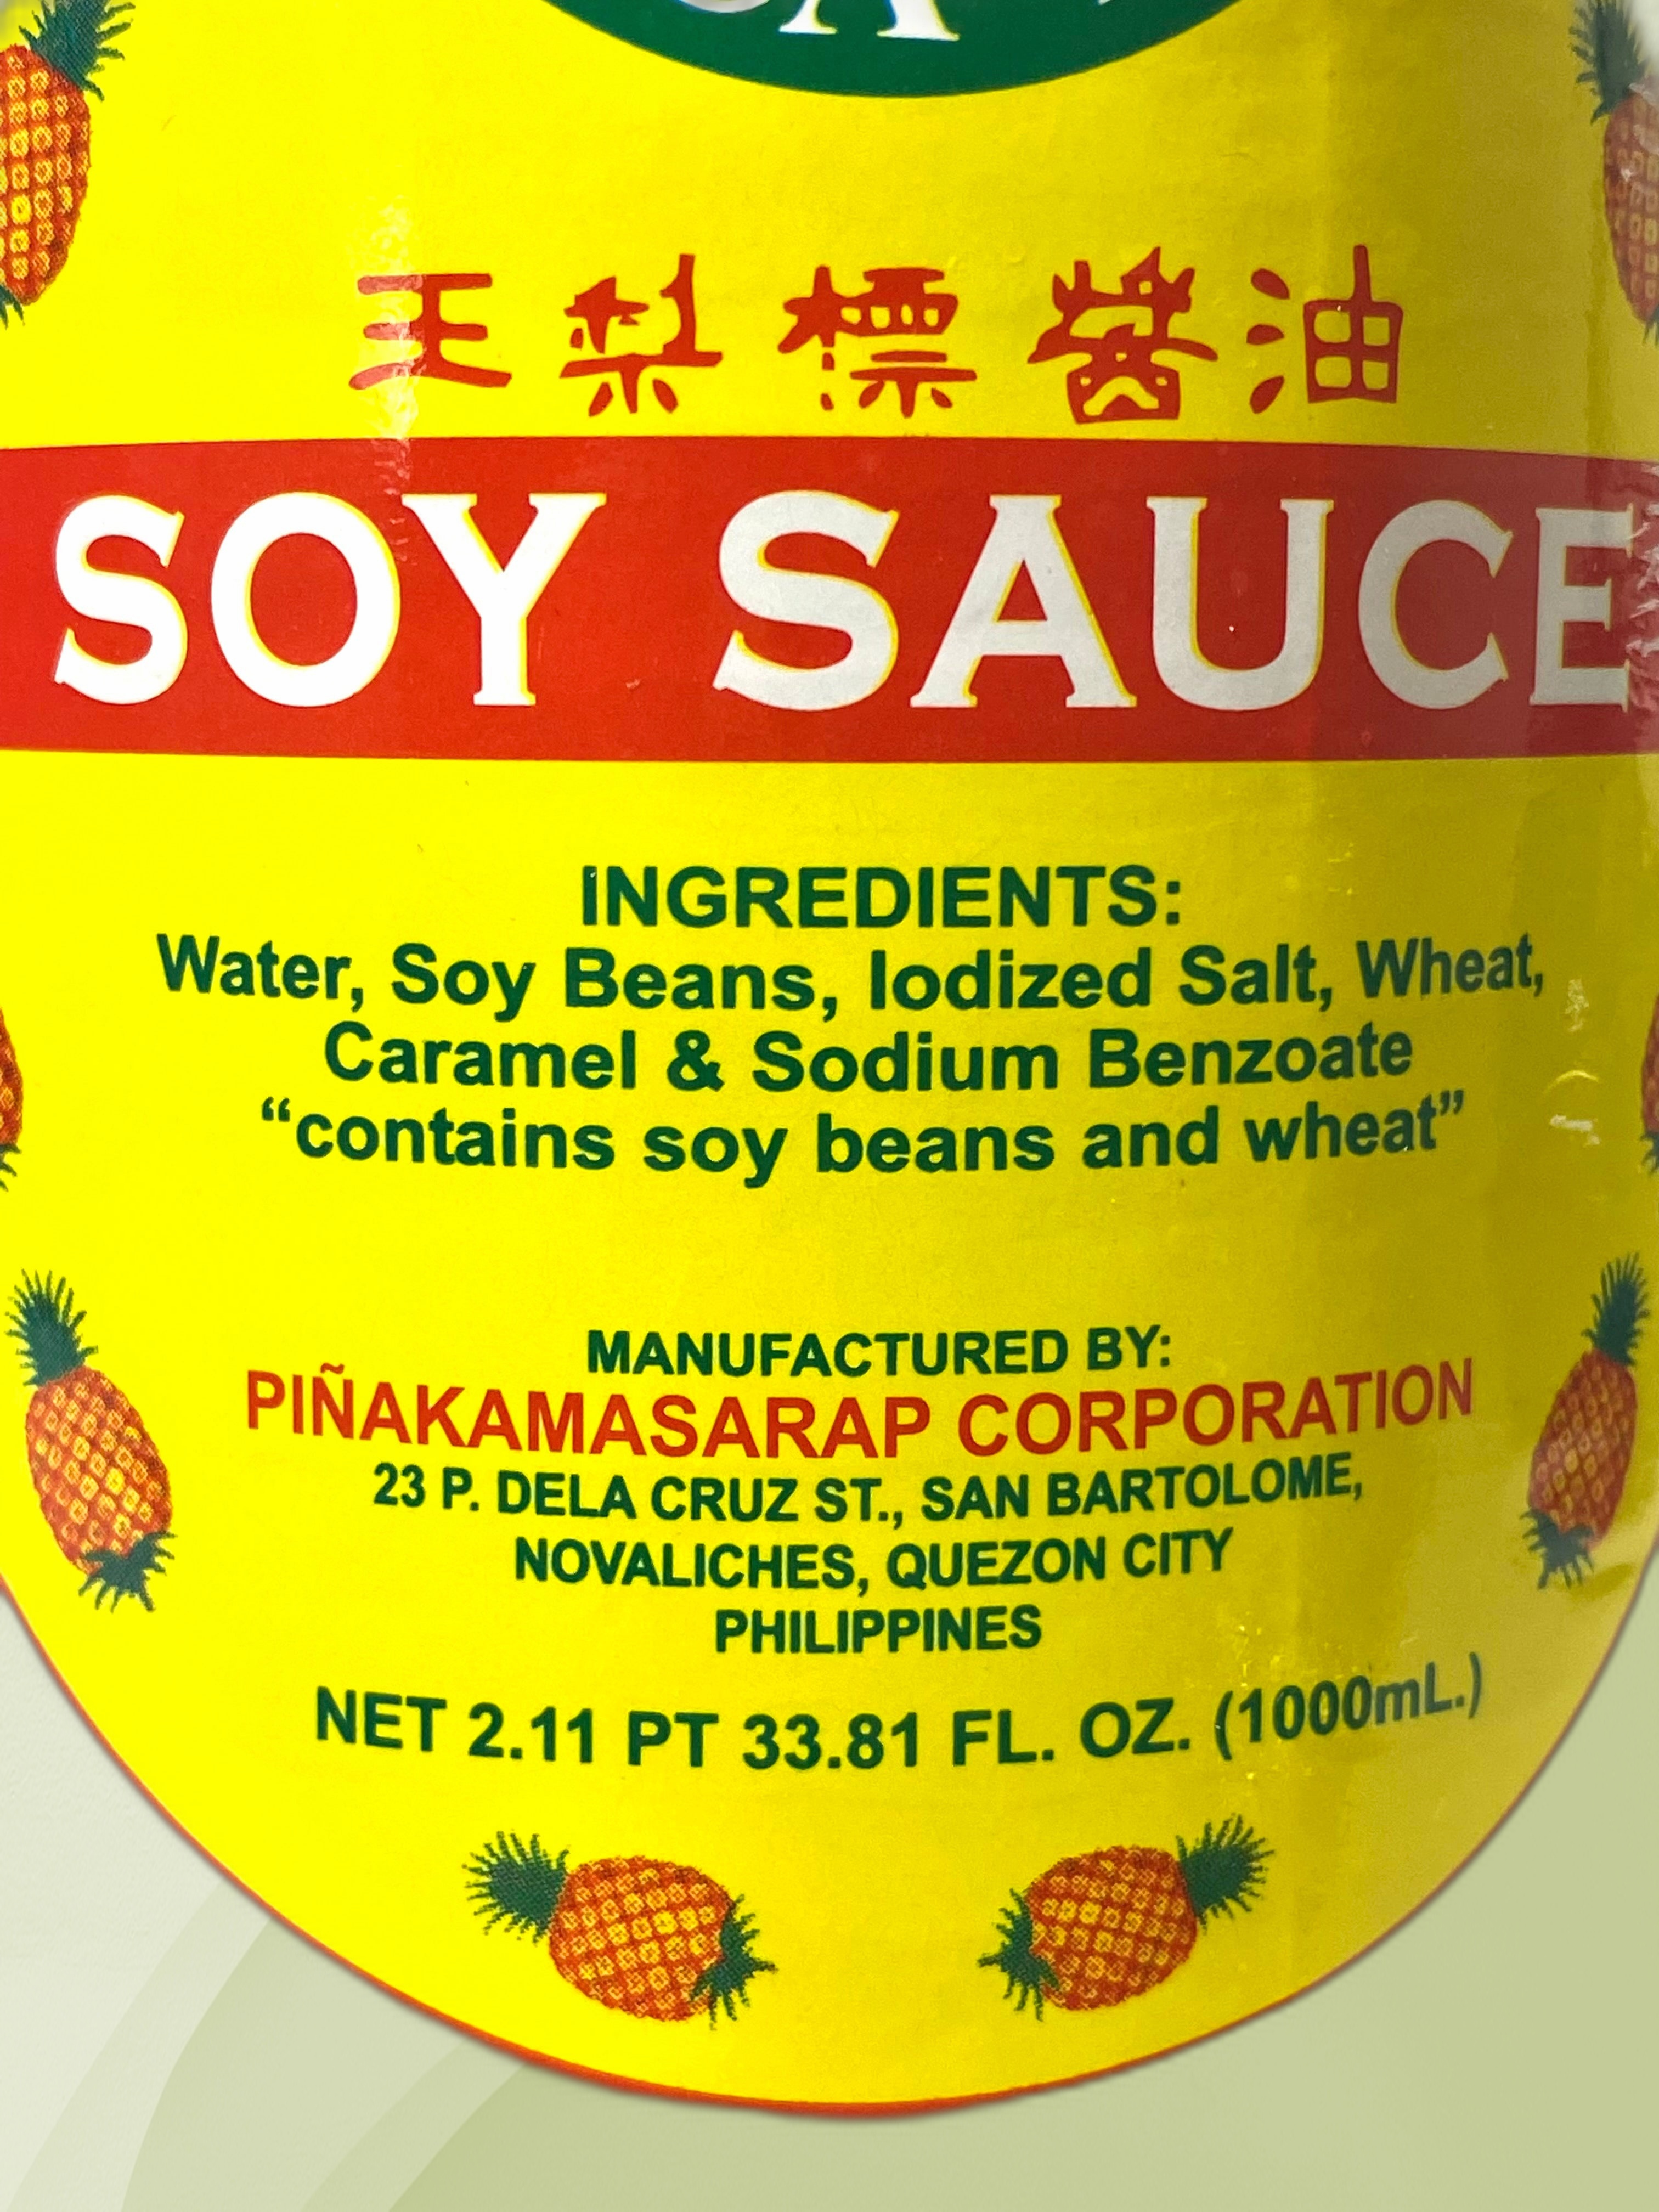 王梨標醬油
SOY SAUCE
INGREDIENTS:
Water, Soy Beans, Iodized Salt, Wheat,
Caramel & Sodium Benzoate
“contains soy beans and wheat”
MANUFACTURED BY:
PIÑAKAMASARAP CORPORATION
23 P. DELA CRUZ ST., SAN BARTOLOME,
NOVALICHES, QUEZON CITY
PHILIPPINES
NET 2.11 PT 33.81 FL. OZ. (1000mL.)